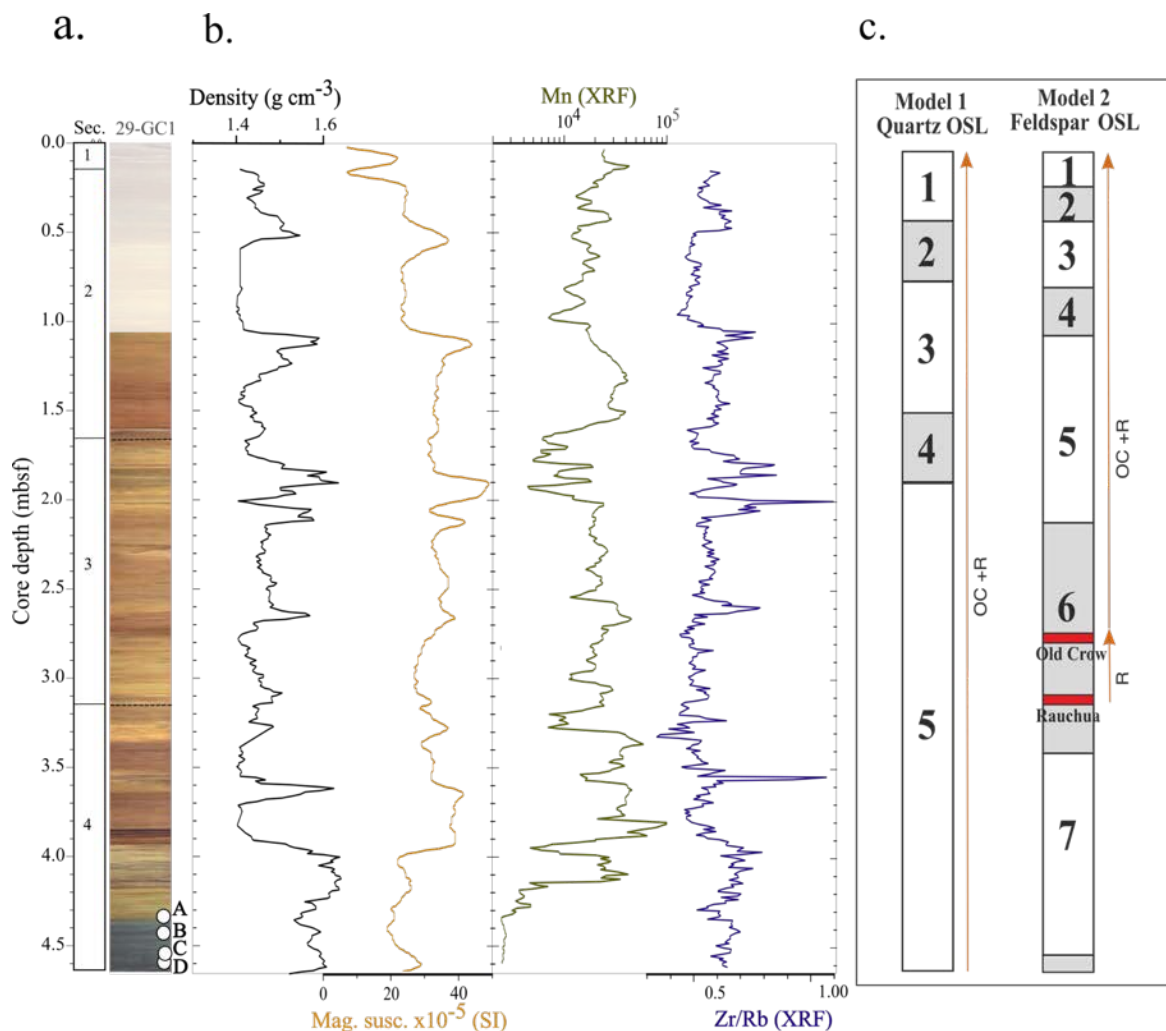 a.
b.
c.
Density (g cm-3)
1.4 1.6
Mn (XRF)
10^4 10^5
Sec. 29-GC1
Core depth (mbsf)
0.0
0.5
1.0
1.5
2.0
2.5
3.0
3.5
4.0
4.5
1
2
3
4
A
B
C
D
0 20 40
Mag. susc. x10-5 (SI)
0.5 1.00
Zr/Rb (XRF)
Model 1
Quartz OSL
1
2
3
4
5
OC +R
Model 2
Feldspar OSL
1
2
3
4
5
6
Old Crow
Rauchua
7
OC +R
R